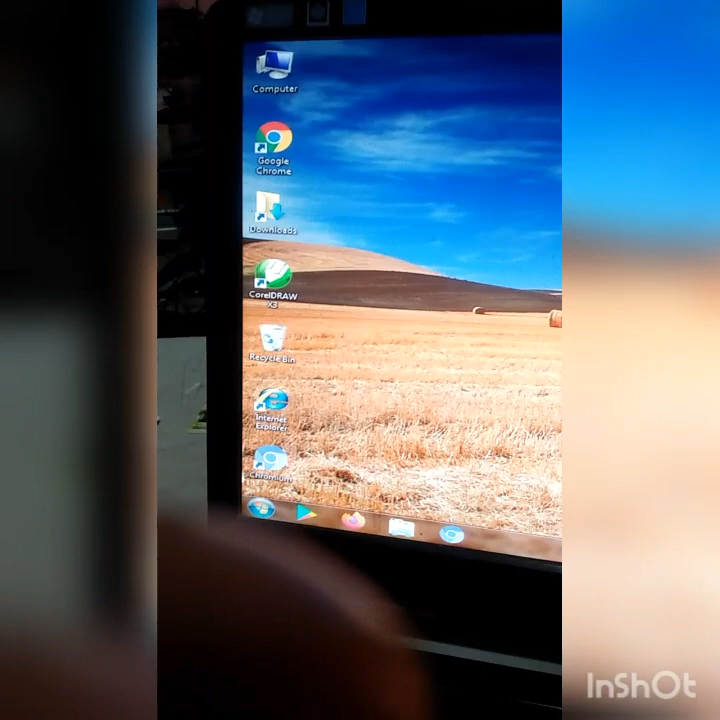 Computer
Google
Chrome
Downloads
CorelDRAW
X3
Recycle Bin
Internet
Explorer
Chromium
InShOt